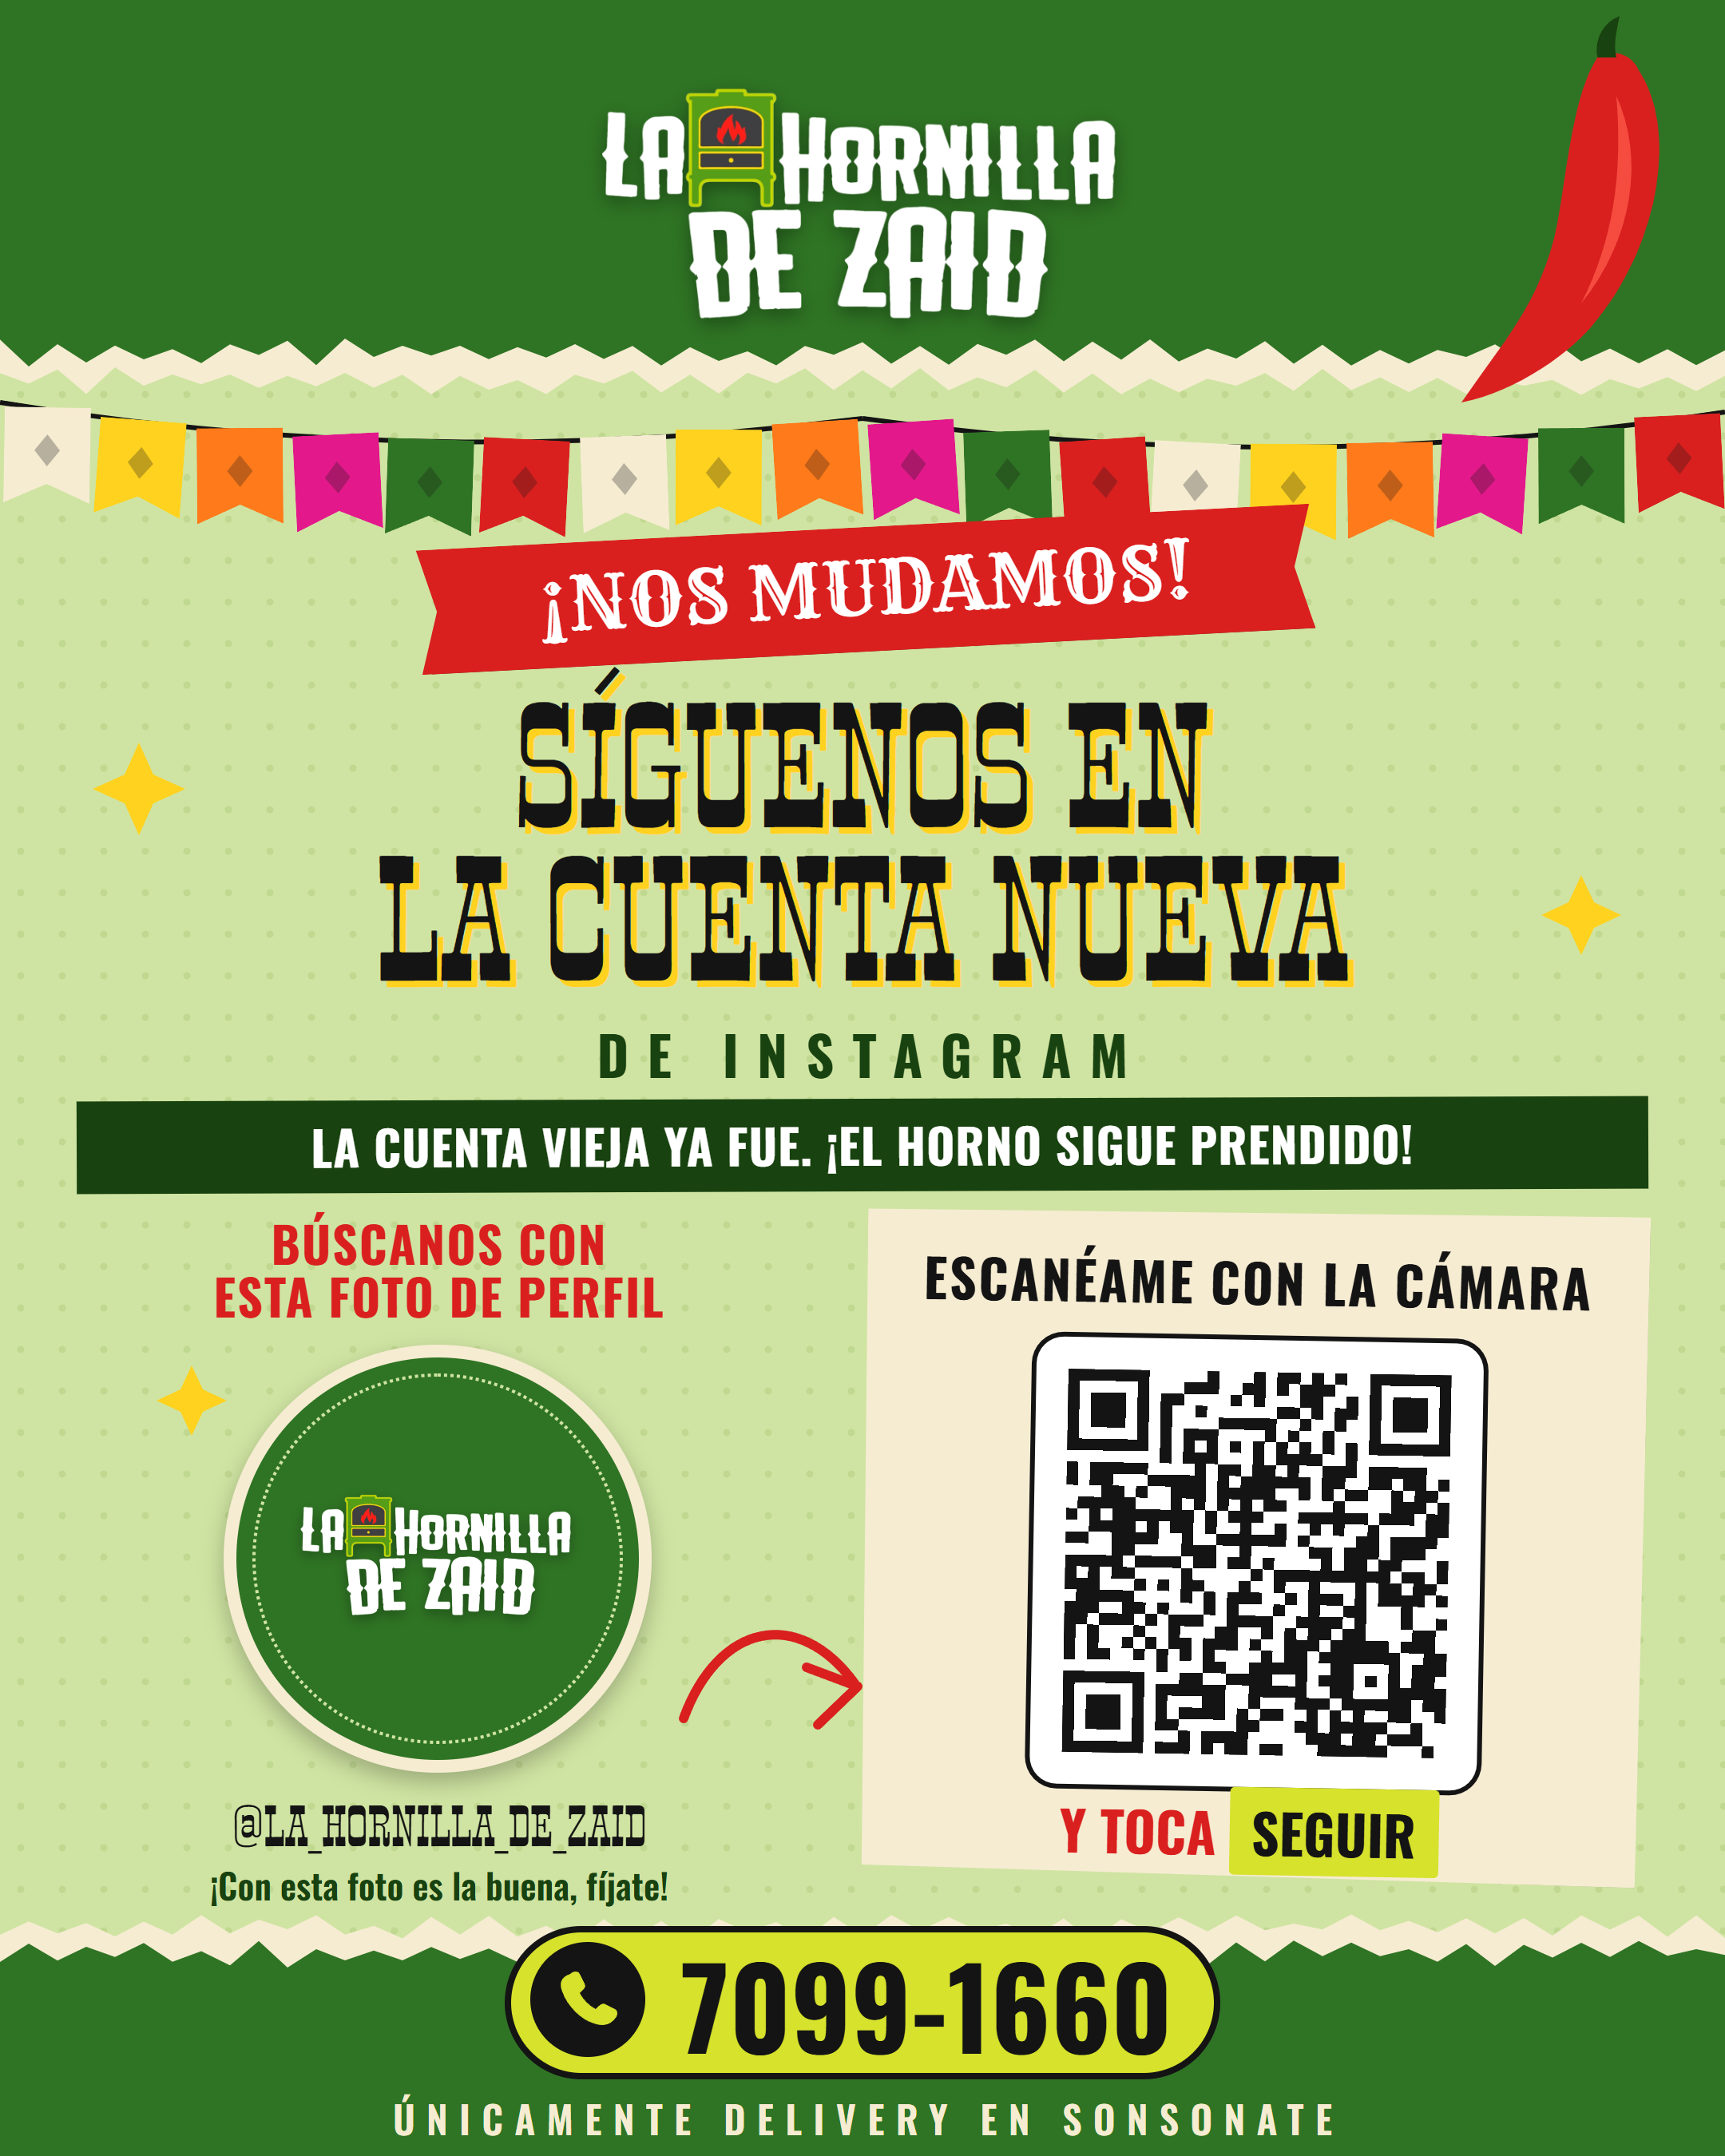 LA HORNILLA
DE ZAID
¡NOS MUDAMOS!
SÍGUENOS EN
LA CUENTA NUEVA
DE INSTAGRAM
LA CUENTA VIEJA YA FUE. ¡EL HORNO SIGUE PRENDIDO!
BÚSCANOS CON
ESTA FOTO DE PERFIL
LA HORNILLA
DE ZAID
@LA_HORNILLA_DE_ZAID
¡Con esta foto es la buena, fíjate!
ESCANÉAME CON LA CÁMARA
Y TOCA SEGUIR
7099-1660
ÚNICAMENTE DELIVERY EN SONSONATE